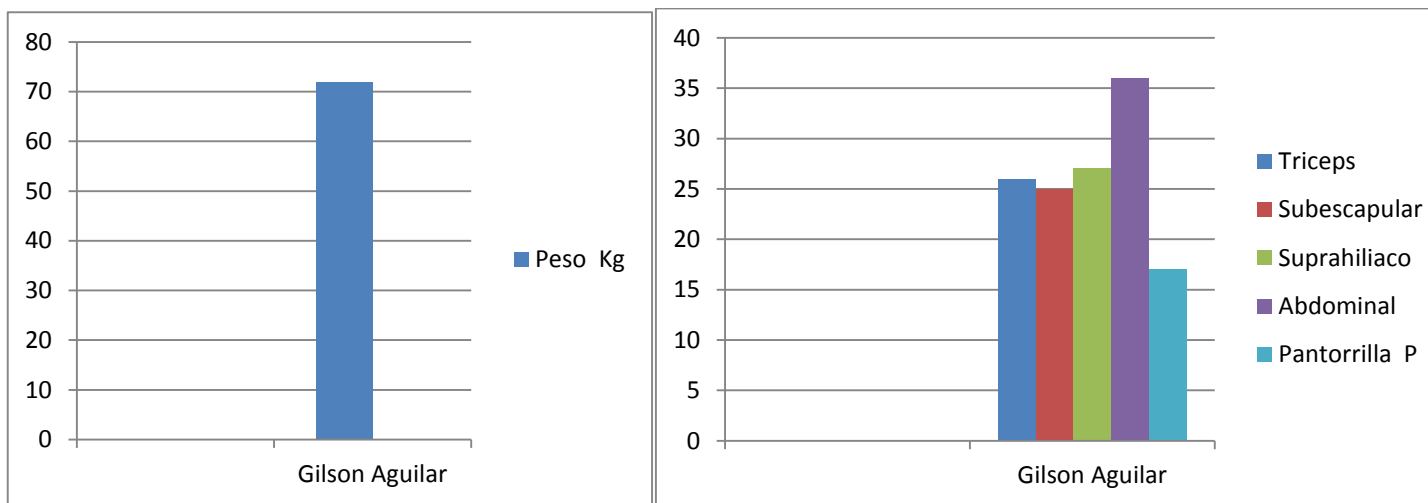 80
70
60
50
40
30
20
10
0
Peso Kg
Gilson Aguilar
40
35
30
25
20
15
10
5
0
Triceps
Subescapular
Suprahiliaco
Abdominal
Pantorrilla P
Gilson Aguilar